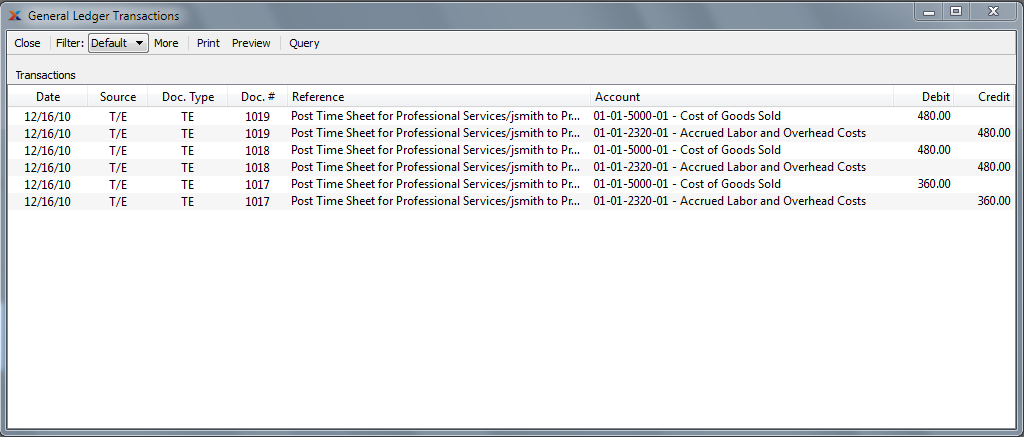 General Ledger Transactions
Close Filter: Default More Print Preview Query
Transactions
Date Source Doc. Type Doc. # Reference Account Debit Credit
12/16/10 T/E TE 1019 Post Time Sheet for Professional Services/jsmith to Pr... 01-01-5000-01 - Cost of Goods Sold 480.00
12/16/10 T/E TE 1019 Post Time Sheet for Professional Services/jsmith to Pr... 01-01-2320-01 - Accrued Labor and Overhead Costs 480.00
12/16/10 T/E TE 1018 Post Time Sheet for Professional Services/jsmith to Pr... 01-01-5000-01 - Cost of Goods Sold 480.00
12/16/10 T/E TE 1018 Post Time Sheet for Professional Services/jsmith to Pr... 01-01-2320-01 - Accrued Labor and Overhead Costs 480.00
12/16/10 T/E TE 1017 Post Time Sheet for Professional Services/jsmith to Pr... 01-01-5000-01 - Cost of Goods Sold 360.00
12/16/10 T/E TE 1017 Post Time Sheet for Professional Services/jsmith to Pr... 01-01-2320-01 - Accrued Labor and Overhead Costs 360.00